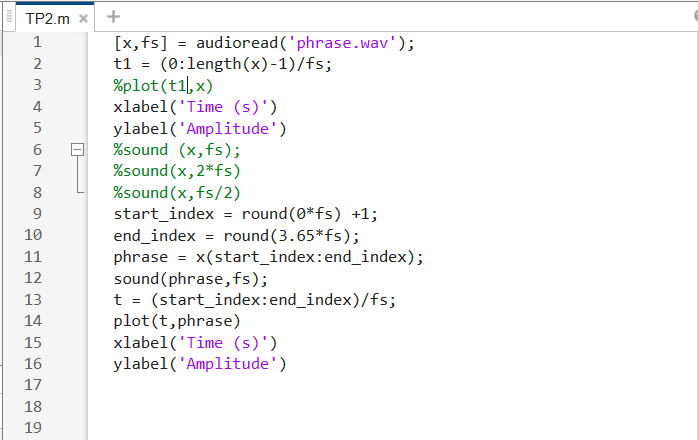 TP2.m × +
1 [x,fs] = audioread('phrase.wav');
2 t1 = (0:length(x)-1)/fs;
3 %plot(t1,x)
4 xlabel('Time (s)')
5 ylabel('Amplitude')
6 %sound (x,fs);
7 %sound(x,2*fs)
8 %sound(x,fs/2)
9 start_index = round(0*fs) +1;
10 end_index = round(3.65*fs);
11 phrase = x(start_index:end_index);
12 sound(phrase,fs);
13 t = (start_index:end_index)/fs;
14 plot(t,phrase)
15 xlabel('Time (s)')
16 ylabel('Amplitude')
17
18
19